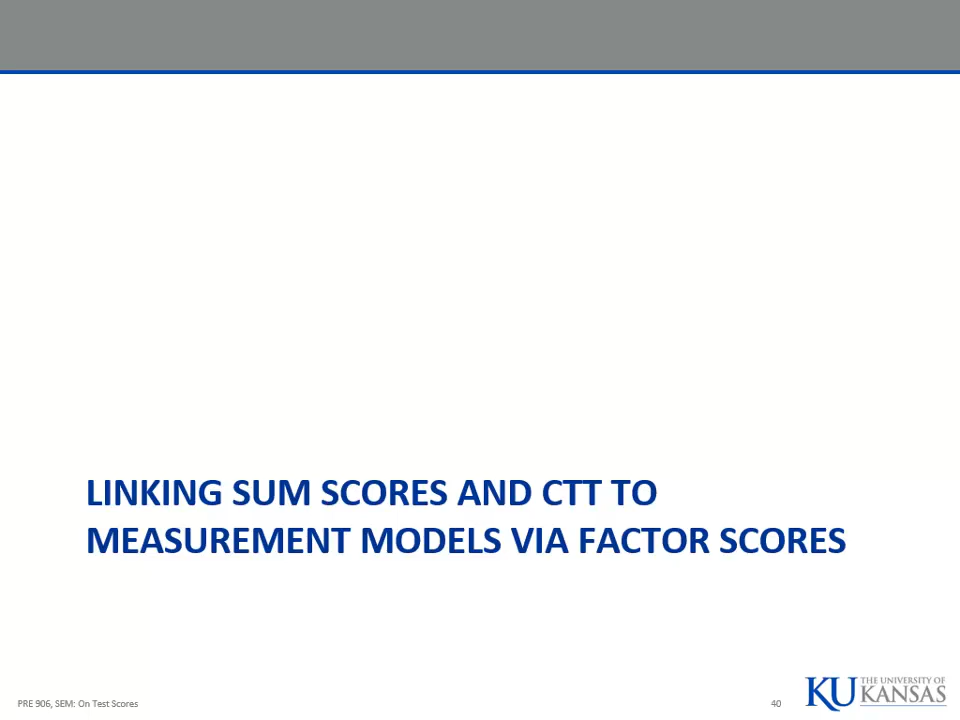 LINKING SUM SCORES AND CTT TO
MEASUREMENT MODELS VIA FACTOR SCORES
PRE 906, SEM: On Test Scores
40
KU THE UNIVERSITY OF
KANSAS